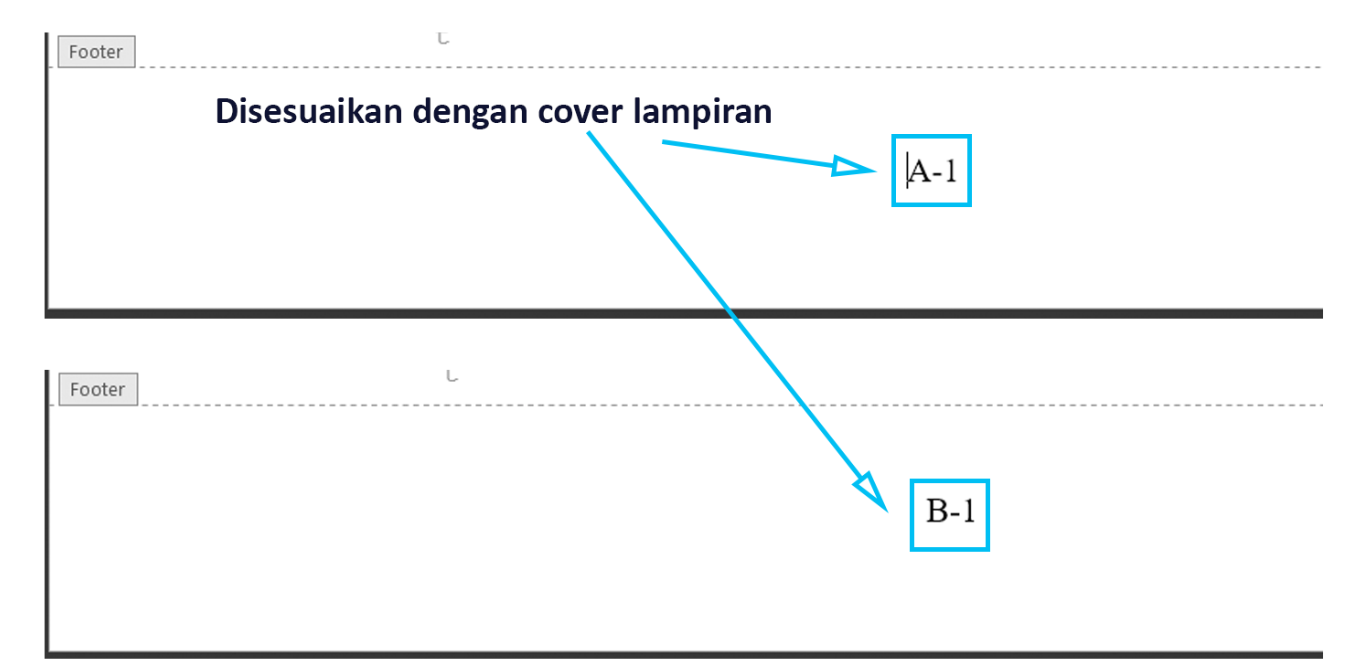 Footer
Disesuaikan dengan cover lampiran
A-1
Footer
B-1